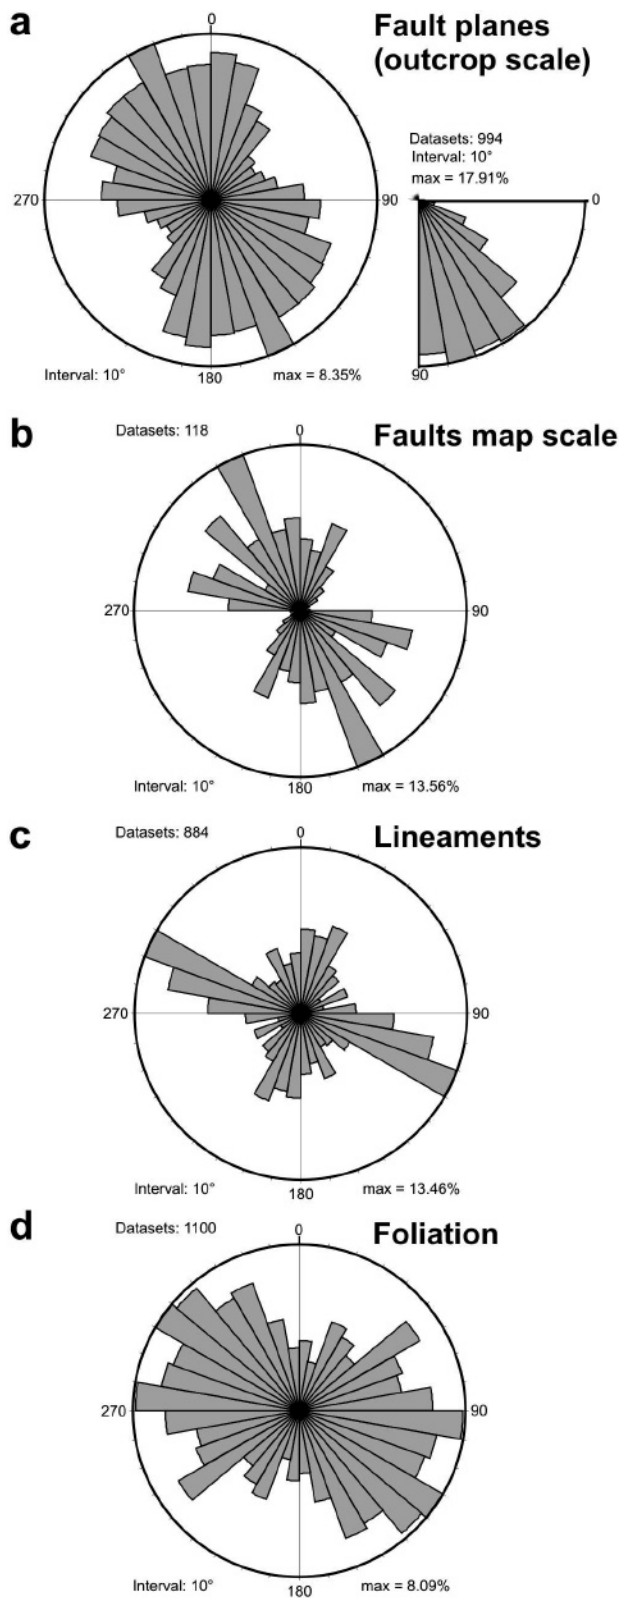 a
Fault planes
(outcrop scale)
0
270
90
180
Interval: 10°
max = 8.35%
Datasets: 994
Interval: 10°
max = 17.91%
0
90
b
Datasets: 118
Faults map scale
0
270
90
180
Interval: 10°
max = 13.56%
c
Datasets: 884
Lineaments
0
270
90
180
Interval: 10°
max = 13.46%
d
Datasets: 1100
Foliation
0
270
90
180
Interval: 10°
max = 8.09%